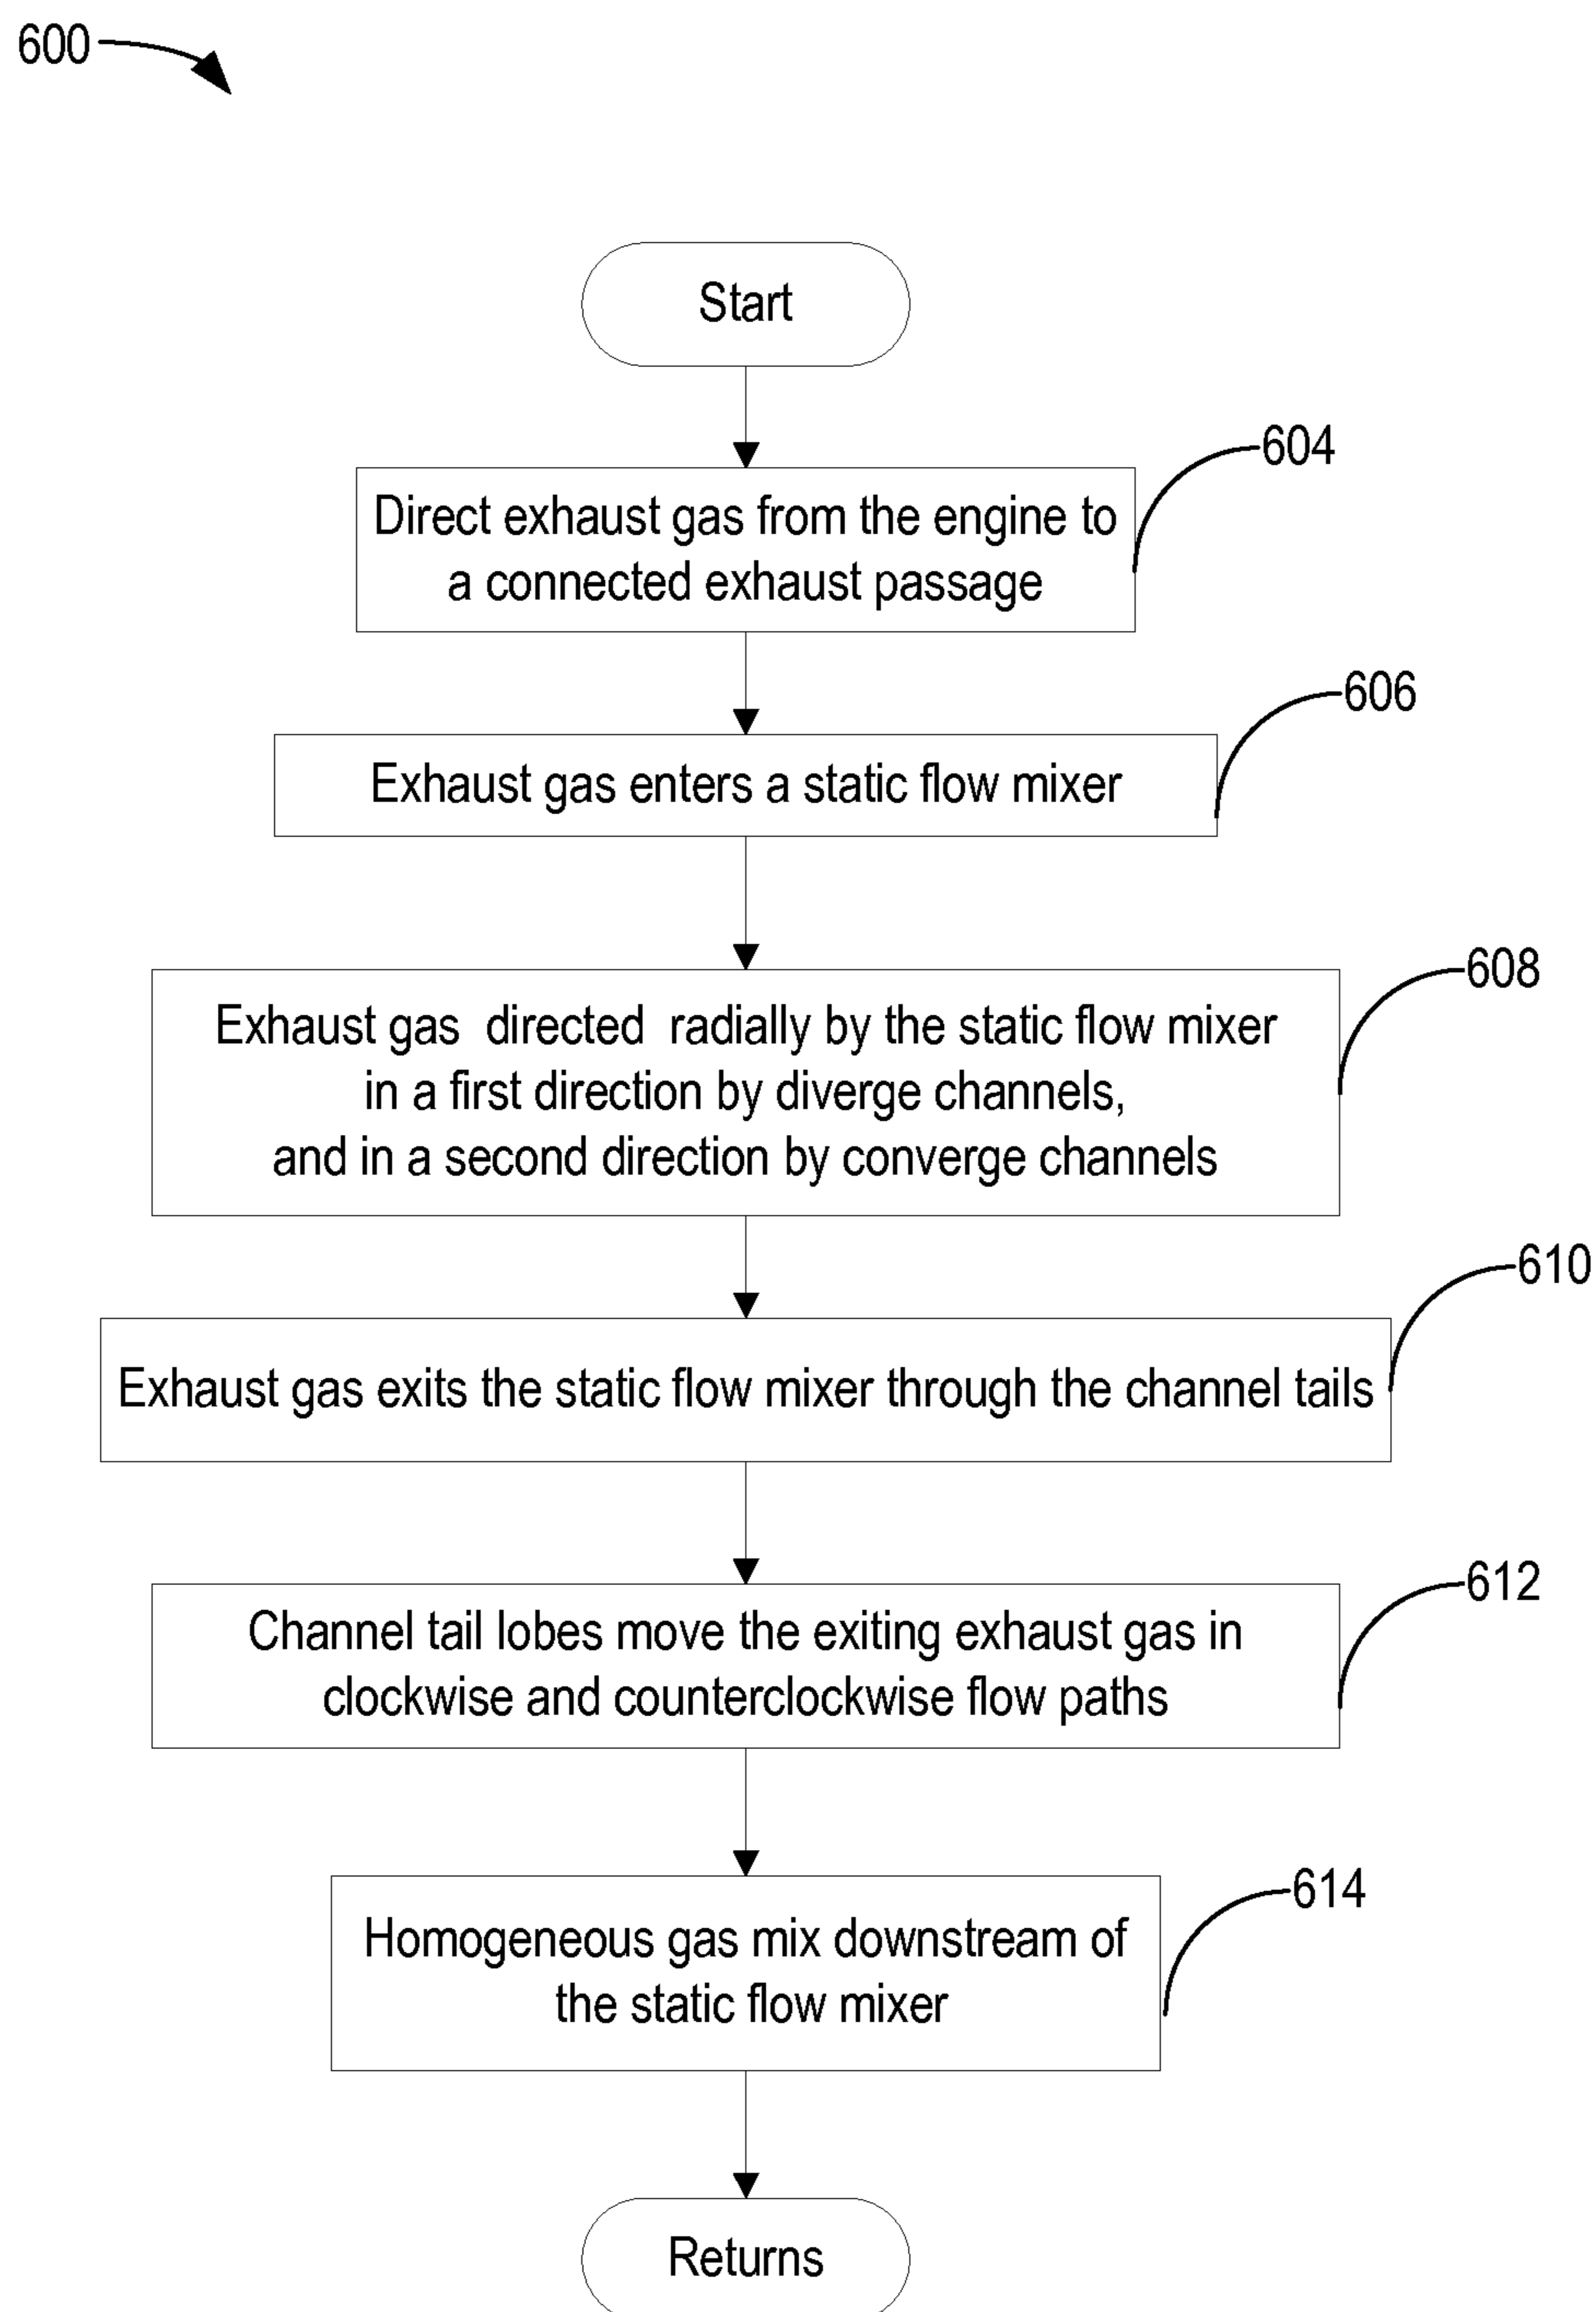 600
Start
604
Direct exhaust gas from the engine to
a connected exhaust passage
606
Exhaust gas enters a static flow mixer
608
Exhaust gas directed radially by the static flow mixer
in a first direction by diverge channels,
and in a second direction by converge channels
610
Exhaust gas exits the static flow mixer through the channel tails
612
Channel tail lobes move the exiting exhaust gas in
clockwise and counterclockwise flow paths
614
Homogeneous gas mix downstream of
the static flow mixer
Returns